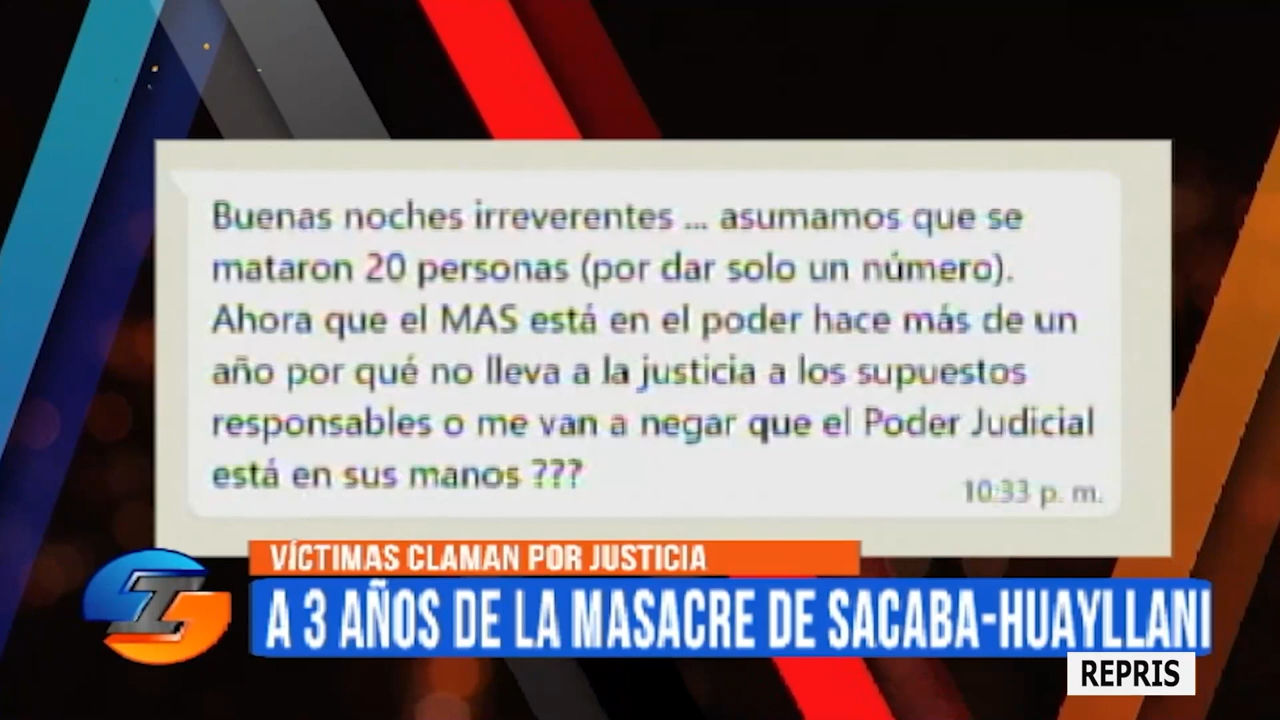 Buenas noches irreverentes ... asumamos que se
mataron 20 personas (por dar solo un número).
Ahora que el MAS está en el poder hace más de un
año por qué no lleva a la justicia a los supuestos
responsables o me van a negar que el Poder Judicial
está en sus manos ???
10:33 p. m.
VÍCTIMAS CLAMAN POR JUSTICIA
A 3 AÑOS DE LA MASACRE DE SACABA-HUAYLLANI
REPRIS